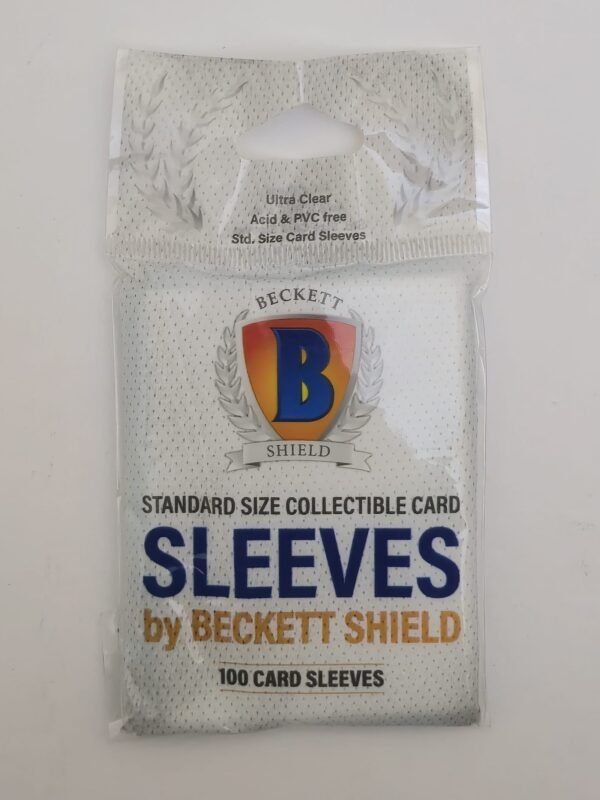 Ultra Clear
Acid & PVC free
Std. Size Card Sleeves
BECKETT
B
SHIELD
STANDARD SIZE COLLECTIBLE CARD
SLEEVES
by BECKETT SHIELD
100 CARD SLEEVES